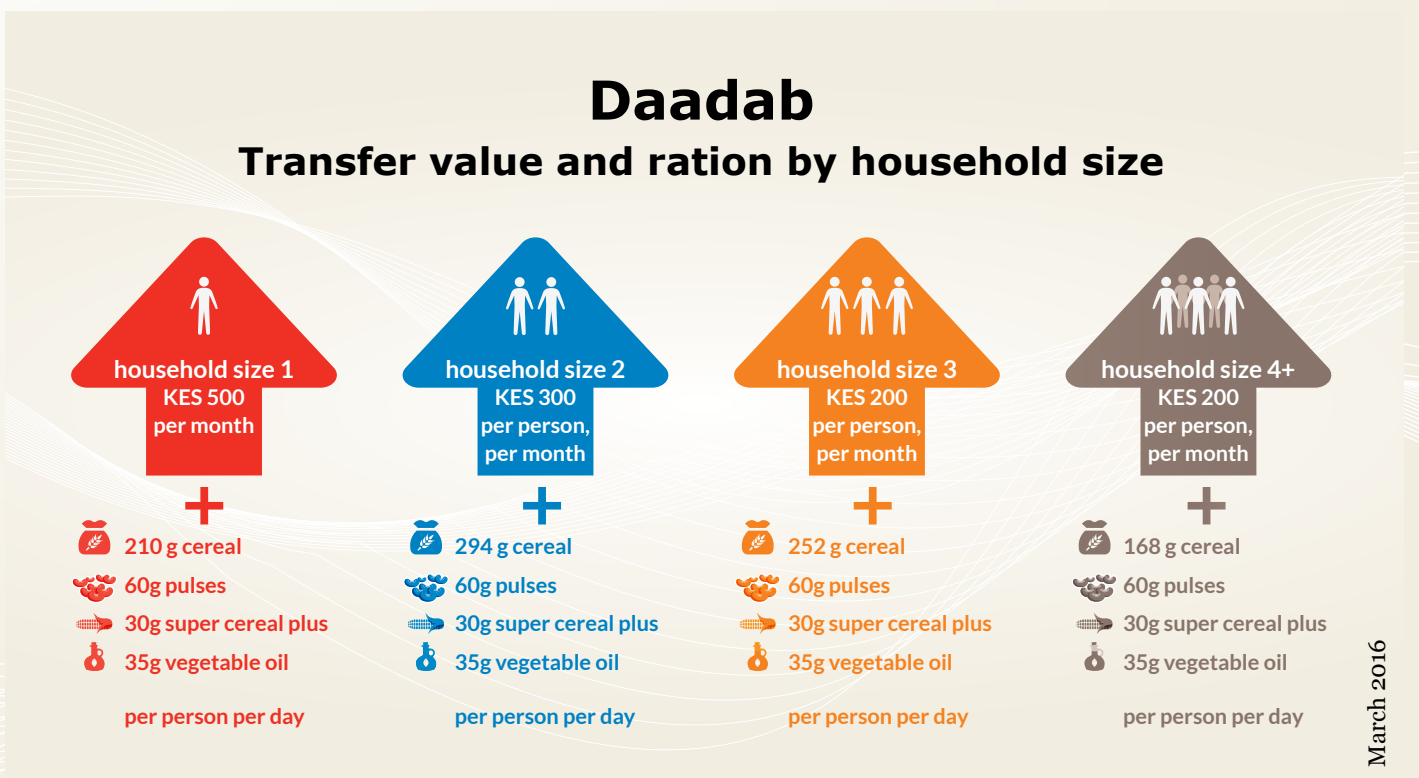 Daadab
Transfer value and ration by household size
household size 1
KES 500
per month
210 g cereal
60g pulses
30g super cereal plus
35g vegetable oil
per person per day
household size 2
KES 300
per person,
per month
294 g cereal
60g pulses
30g super cereal plus
35g vegetable oil
per person per day
household size 3
KES 200
per person,
per month
252 g cereal
60g pulses
30g super cereal plus
35g vegetable oil
per person per day
household size 4+
KES 200
per person,
per month
168 g cereal
60g pulses
30g super cereal plus
35g vegetable oil
per person per day
March 2016